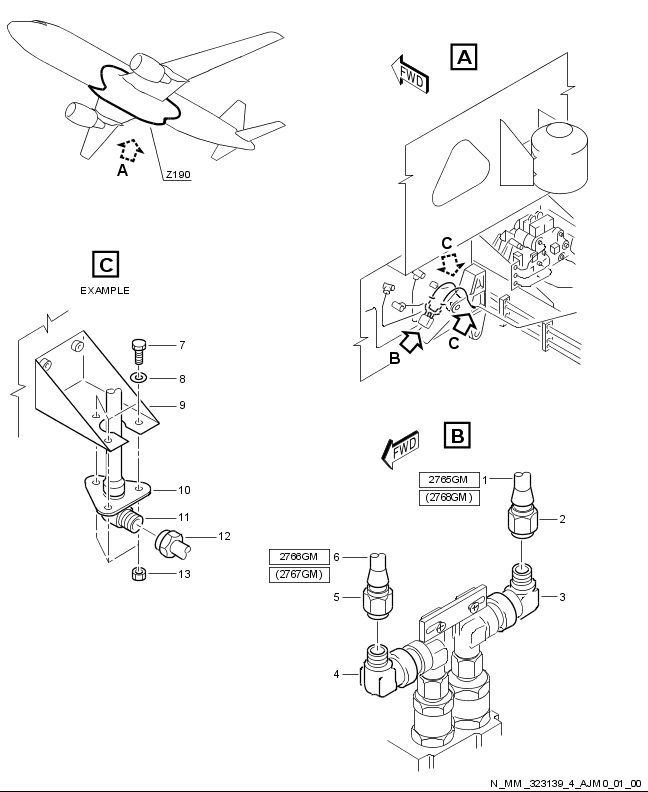 A
Z190
A
FWD
C
A
B
C
C
EXAMPLE
7
8
9
10
11
12
13
B
FWD
2765GM 1
(2768GM)
2
2766GM 6
(2767GM)
5
3
4
N_MM_323139_4_AJM0_01_00